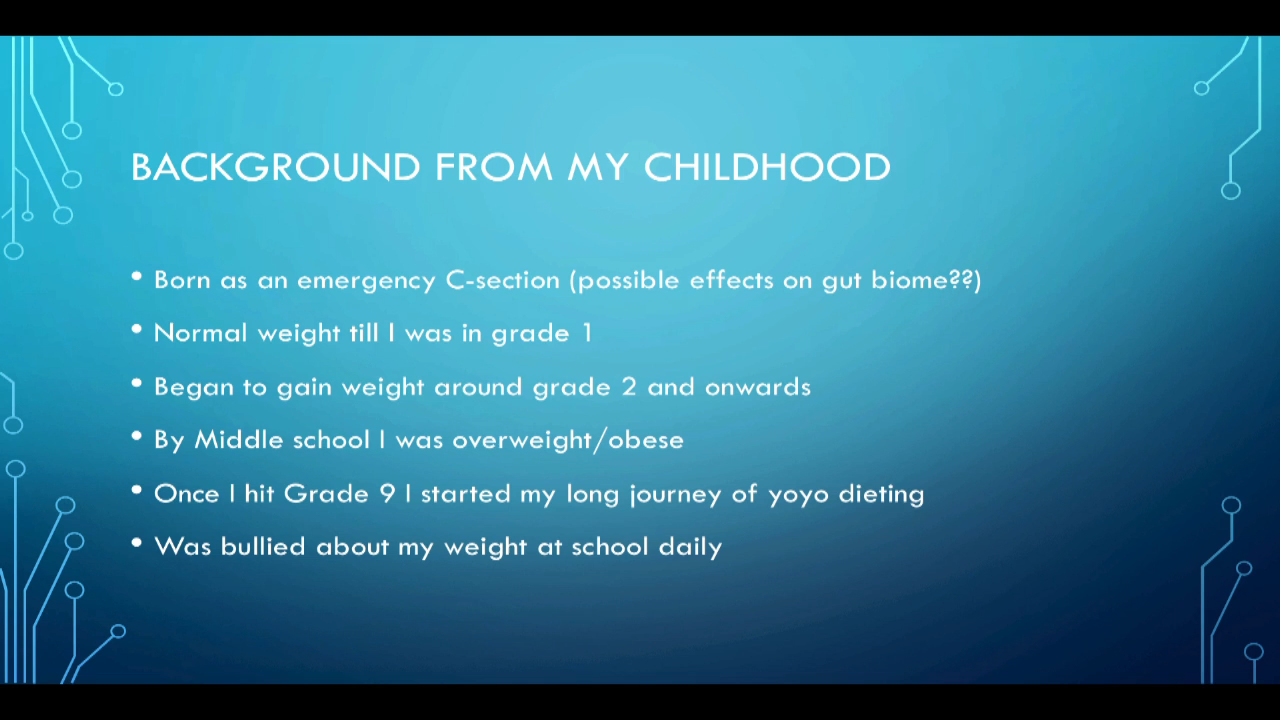 BACKGROUND FROM MY CHILDHOOD
• Born as an emergency C-section (possible effects on gut biome??)
• Normal weight till I was in grade 1
• Began to gain weight around grade 2 and onwards
• By Middle school I was overweight/obese
• Once I hit Grade 9 I started my long journey of yoyo dieting
• Was bullied about my weight at school daily